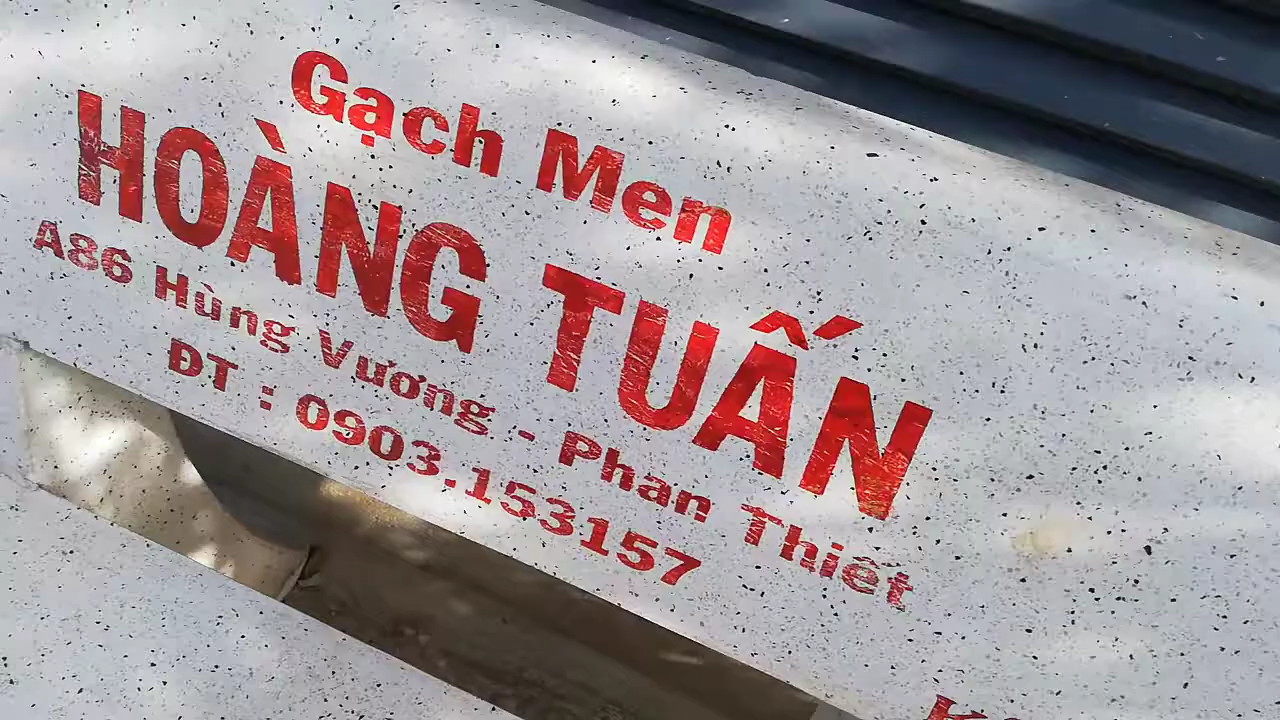 Gạch Men
HOÀNG TUẤN
A86 Hùng Vương - Phan Thiết
ĐT : 0903.153157